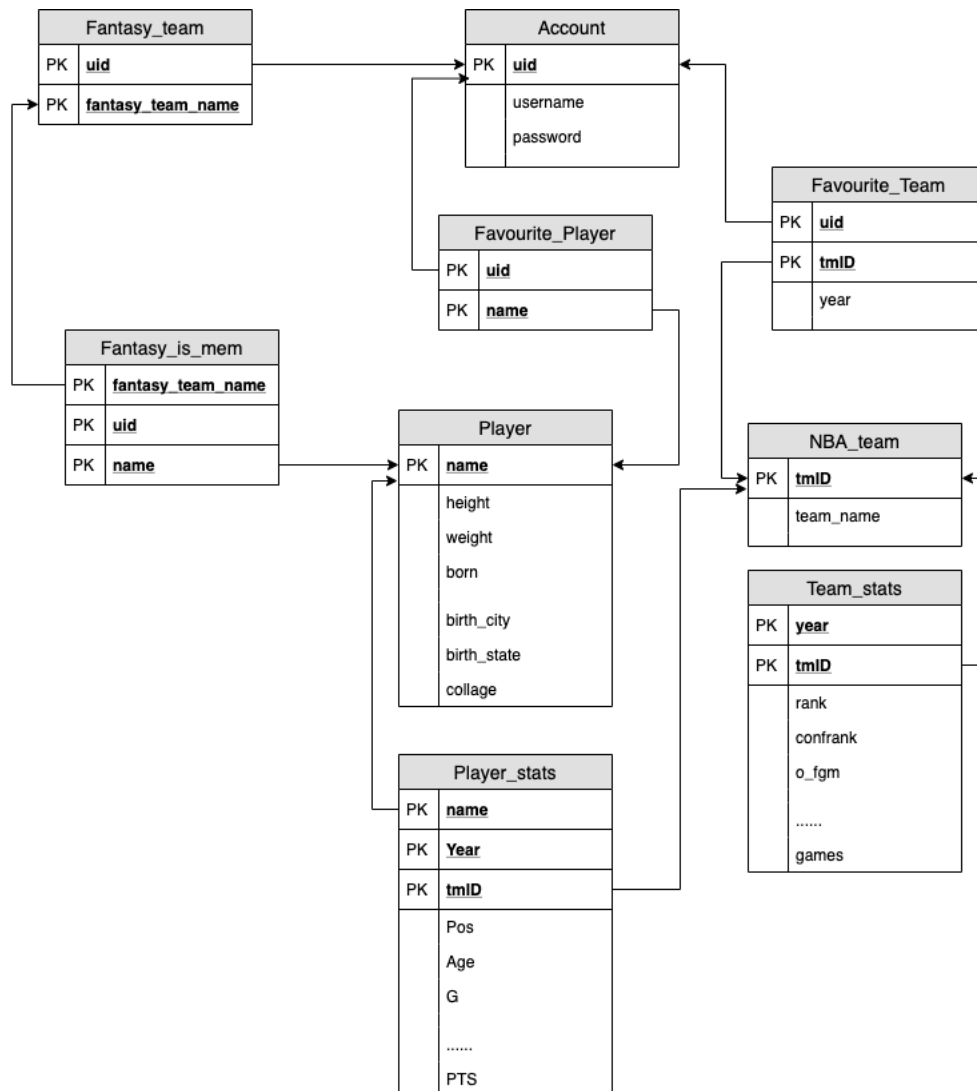 Fantasy_team
PK uid
PK fantasy_team_name
Account
PK uid
username
password
Favourite_Team
PK uid
PK tmID
year
Favourite_Player
PK uid
PK name
Fantasy_is_mem
PK fantasy_team_name
PK uid
PK name
Player
PK name
height
weight
born
birth_city
birth_state
collage
NBA_team
PK tmID
team_name
Team_stats
PK year
PK tmID
rank
confrank
o_fgm
......
games
Player_stats
PK name
PK Year
PK tmID
Pos
Age
G
......
PTS